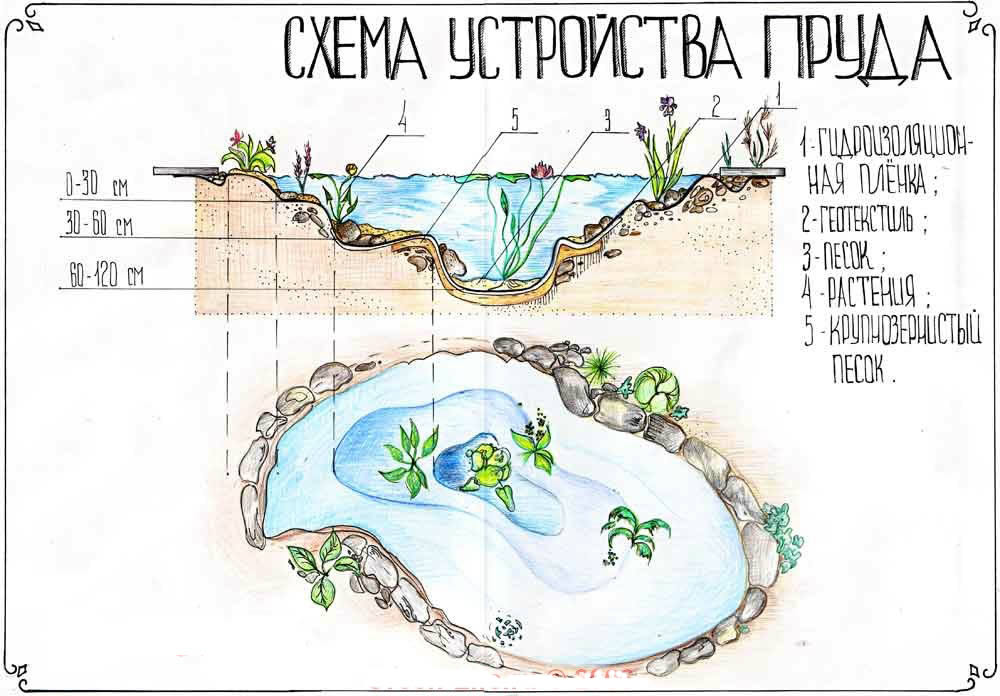 СХЕМА УСТРОЙСТВА ПРУДА
4
5
3
2
1
0-30 см
30-60 см
60-120 см
1-ГИДРОИЗОЛЯЦИОН-
НАЯ ПЛЁНКА;
2-ГЕОТЕКСТИЛЬ;
3-ПЕСОК;
4-РАСТЕНИЯ;
5-КРУПНОЗЕРНИСТЫЙ
ПЕСОК.